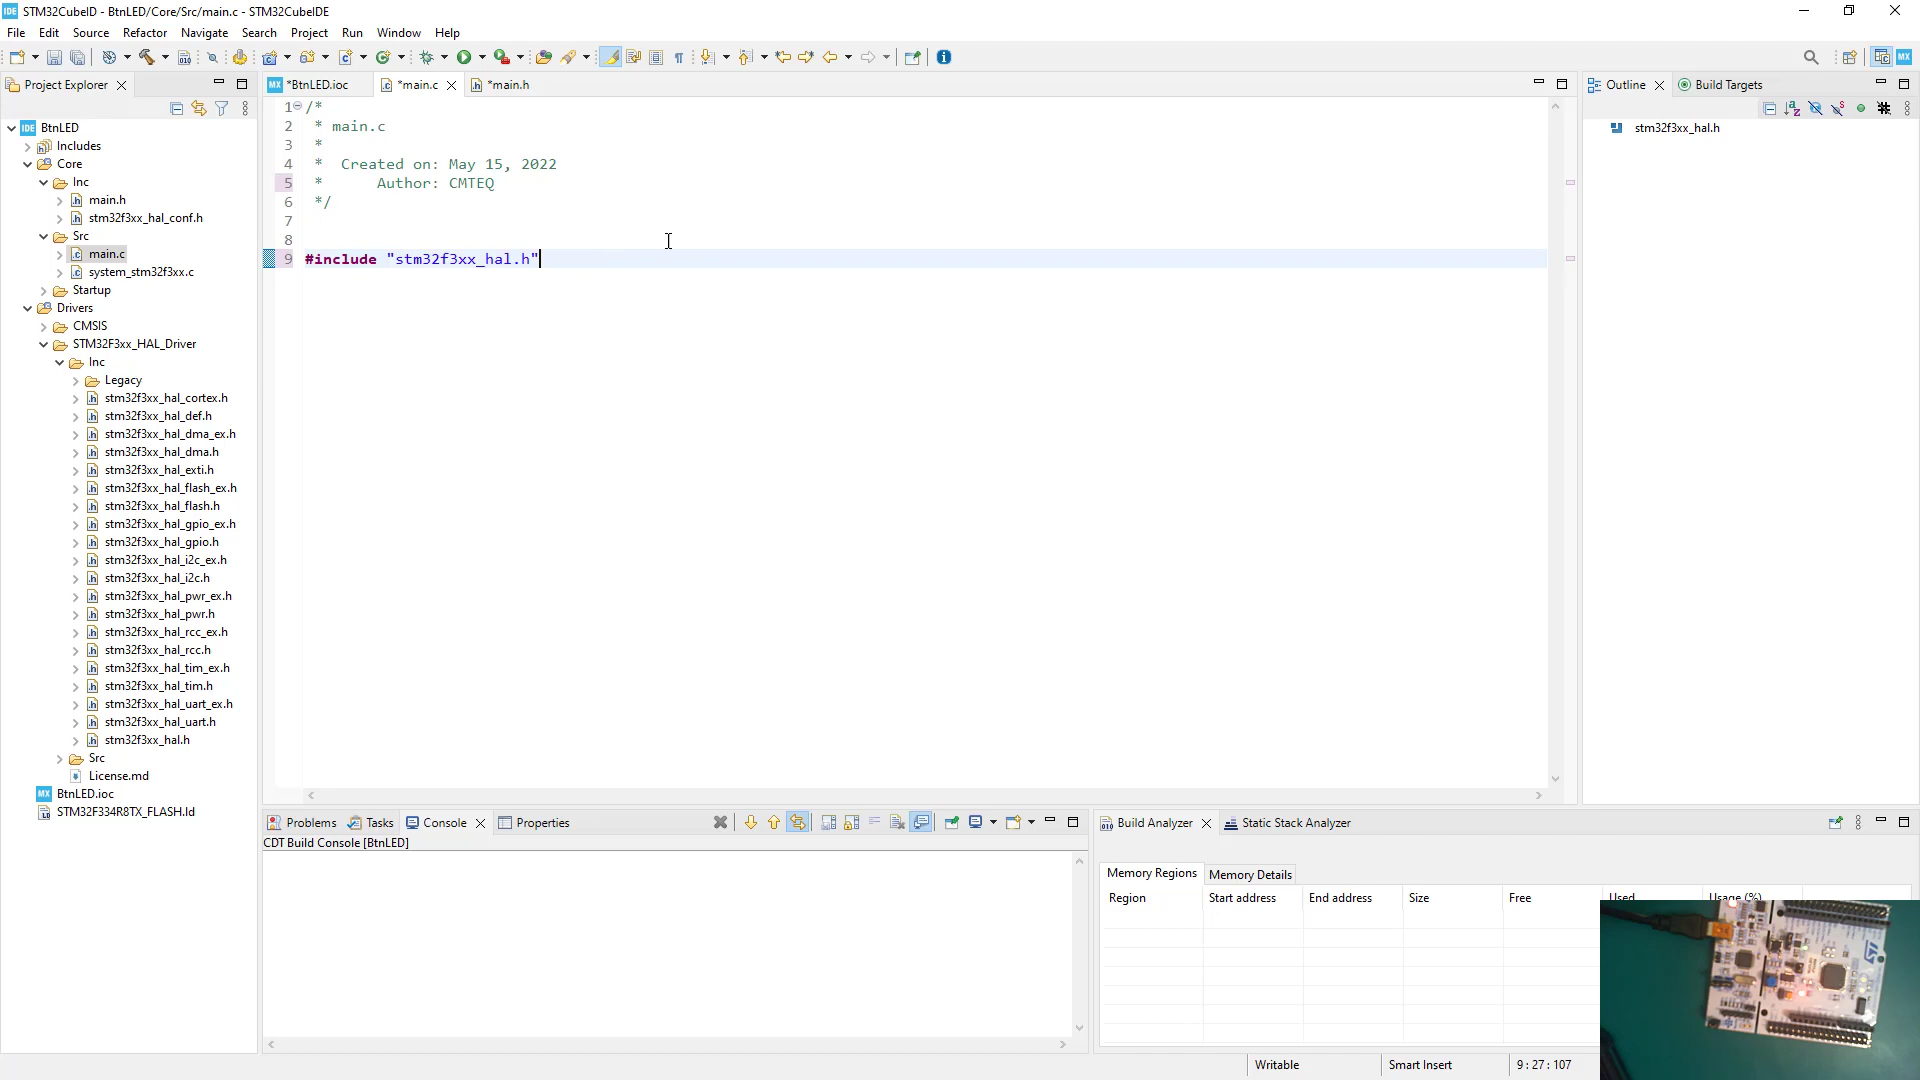 STM32CubeID - BtnLED/Core/Src/main.c - STM32CubeIDE
File Edit Source Refactor Navigate Search Project Run Window Help
Project Explorer
BtnLED
Includes
Core
Inc
main.h
stm32f3xx_hal_conf.h
Src
main.c
system_stm32f3xx.c
Startup
Drivers
CMSIS
STM32F3xx_HAL_Driver
Inc
Legacy
stm32f3xx_hal_cortex.h
stm32f3xx_hal_def.h
stm32f3xx_hal_dma_ex.h
stm32f3xx_hal_dma.h
stm32f3xx_hal_exti.h
stm32f3xx_hal_flash_ex.h
stm32f3xx_hal_flash.h
stm32f3xx_hal_gpio_ex.h
stm32f3xx_hal_gpio.h
stm32f3xx_hal_i2c_ex.h
stm32f3xx_hal_i2c.h
stm32f3xx_hal_pwr_ex.h
stm32f3xx_hal_pwr.h
stm32f3xx_hal_rcc_ex.h
stm32f3xx_hal_rcc.h
stm32f3xx_hal_tim_ex.h
stm32f3xx_hal_tim.h
stm32f3xx_hal_uart_ex.h
stm32f3xx_hal_uart.h
stm32f3xx_hal.h
Src
License.md
BtnLED.ioc
STM32F334R8TX_FLASH.ld
*BtnLED.ioc *main.c *main.h
1 /*
2 * main.c
3 *
4 * Created on: May 15, 2022
5 * Author: CMTEQ
6 */
7
8
9 #include "stm32f3xx_hal.h"
Outline Build Targets
stm32f3xx_hal.h
Problems Tasks Console Properties
CDT Build Console [BtnLED]
Build Analyzer Static Stack Analyzer
Memory Regions Memory Details
Region Start address End address Size Free Used Usage (%)
Writable Smart Insert 9 : 27 : 107